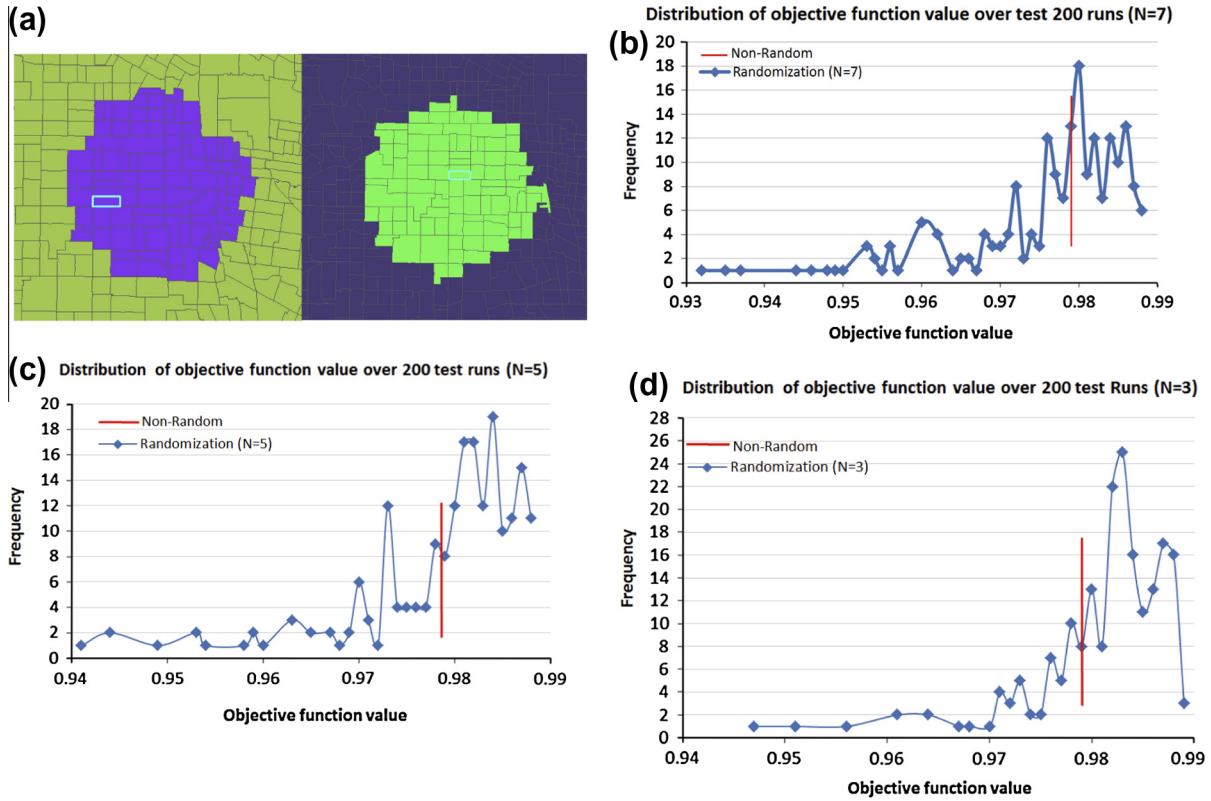 (a)
Distribution of objective function value over test 200 runs (N=7)
(b)
Non-Random
Randomization (N=7)
Frequency
20
18
16
14
12
10
8
6
4
2
0
0.93 0.94 0.95 0.96 0.97 0.98 0.99
Objective function value
(c)
Distribution of objective function value over 200 test runs (N=5)
Non-Random
Randomization (N=5)
Frequency
20
18
16
14
12
10
8
6
4
2
0
0.94 0.95 0.96 0.97 0.98 0.99
Objective function value
(d)
Distribution of objective function value over 200 test Runs (N=3)
Non-Random
Randomization (N=3)
Frequency
28
26
24
22
20
18
16
14
12
10
8
6
4
2
0
0.94 0.95 0.96 0.97 0.98 0.99
Objective function value